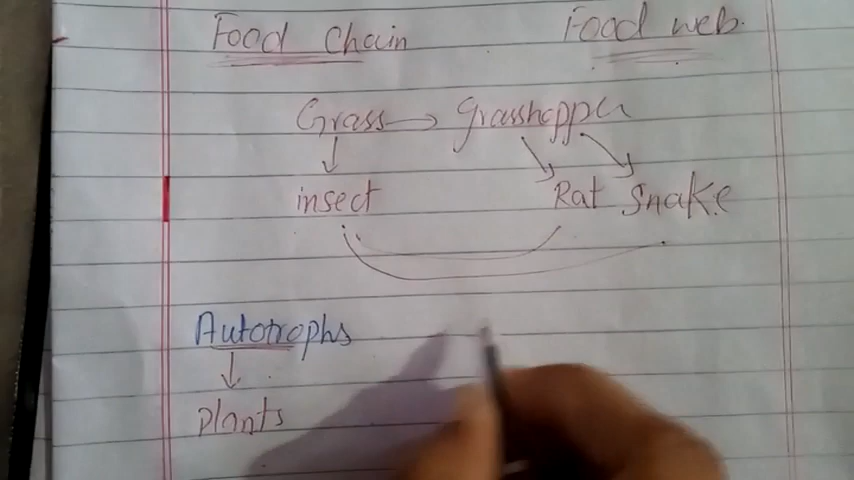 Food Chain Food web.
Grass → Grasshopper
insect Rat Snake
Autotrophs
plants